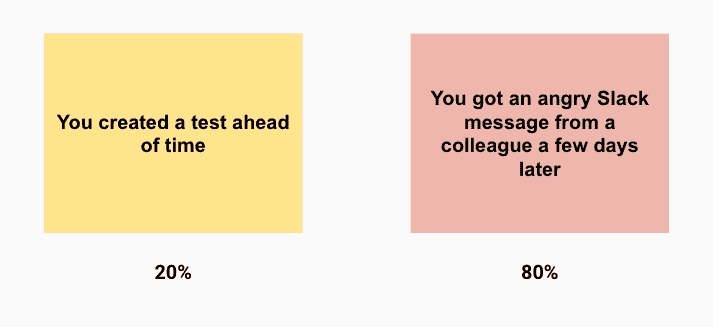 You created a test ahead
of time
20%
You got an angry Slack
message from a
colleague a few days
later
80%